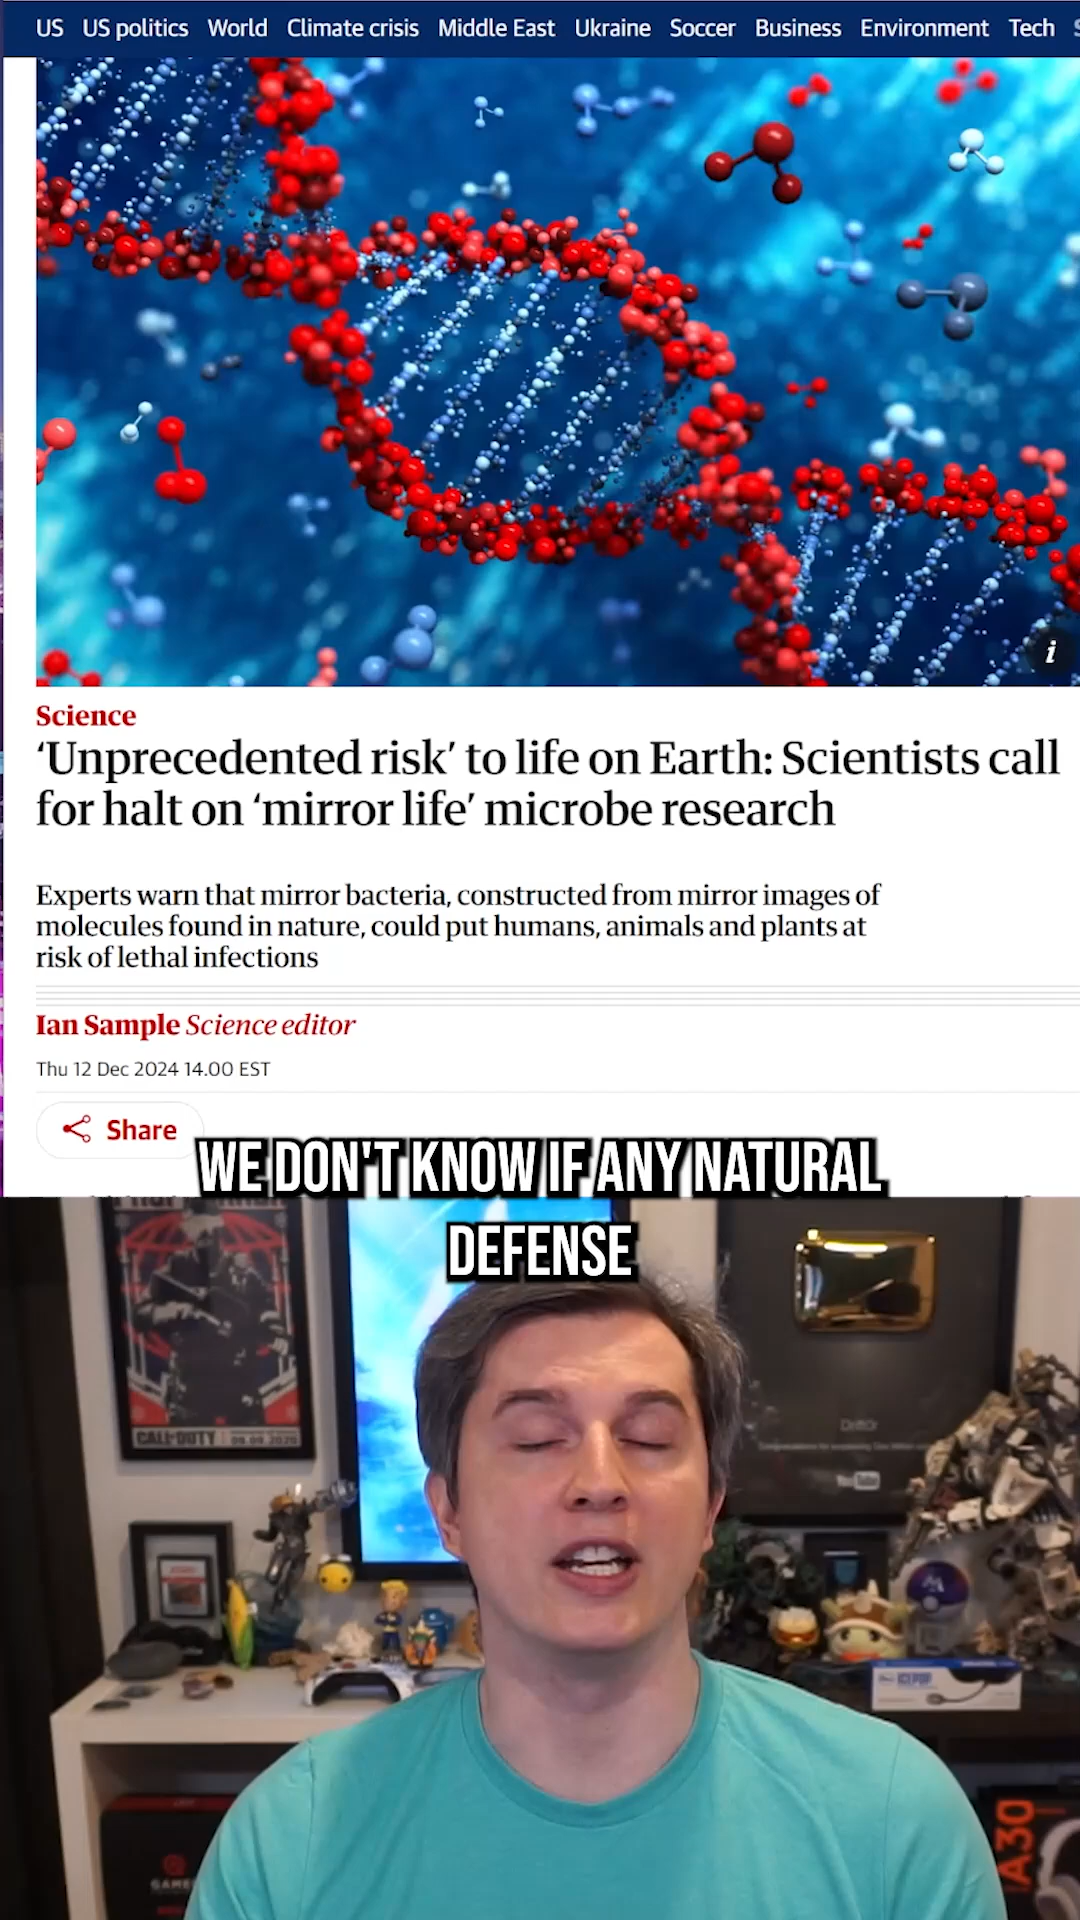 US US politics World Climate crisis Middle East Ukraine Soccer Business Environment Tech
i
Science
‘Unprecedented risk’ to life on Earth: Scientists call
for halt on ‘mirror life’ microbe research
Experts warn that mirror bacteria, constructed from mirror images of
molecules found in nature, could put humans, animals and plants at
risk of lethal infections
Ian Sample Science editor
Thu 12 Dec 2024 14.00 EST
Share
WE DON'T KNOW IF ANY NATURAL
DEFENSE
CALL OF DUTY
YouTube
ICEPOP
A30